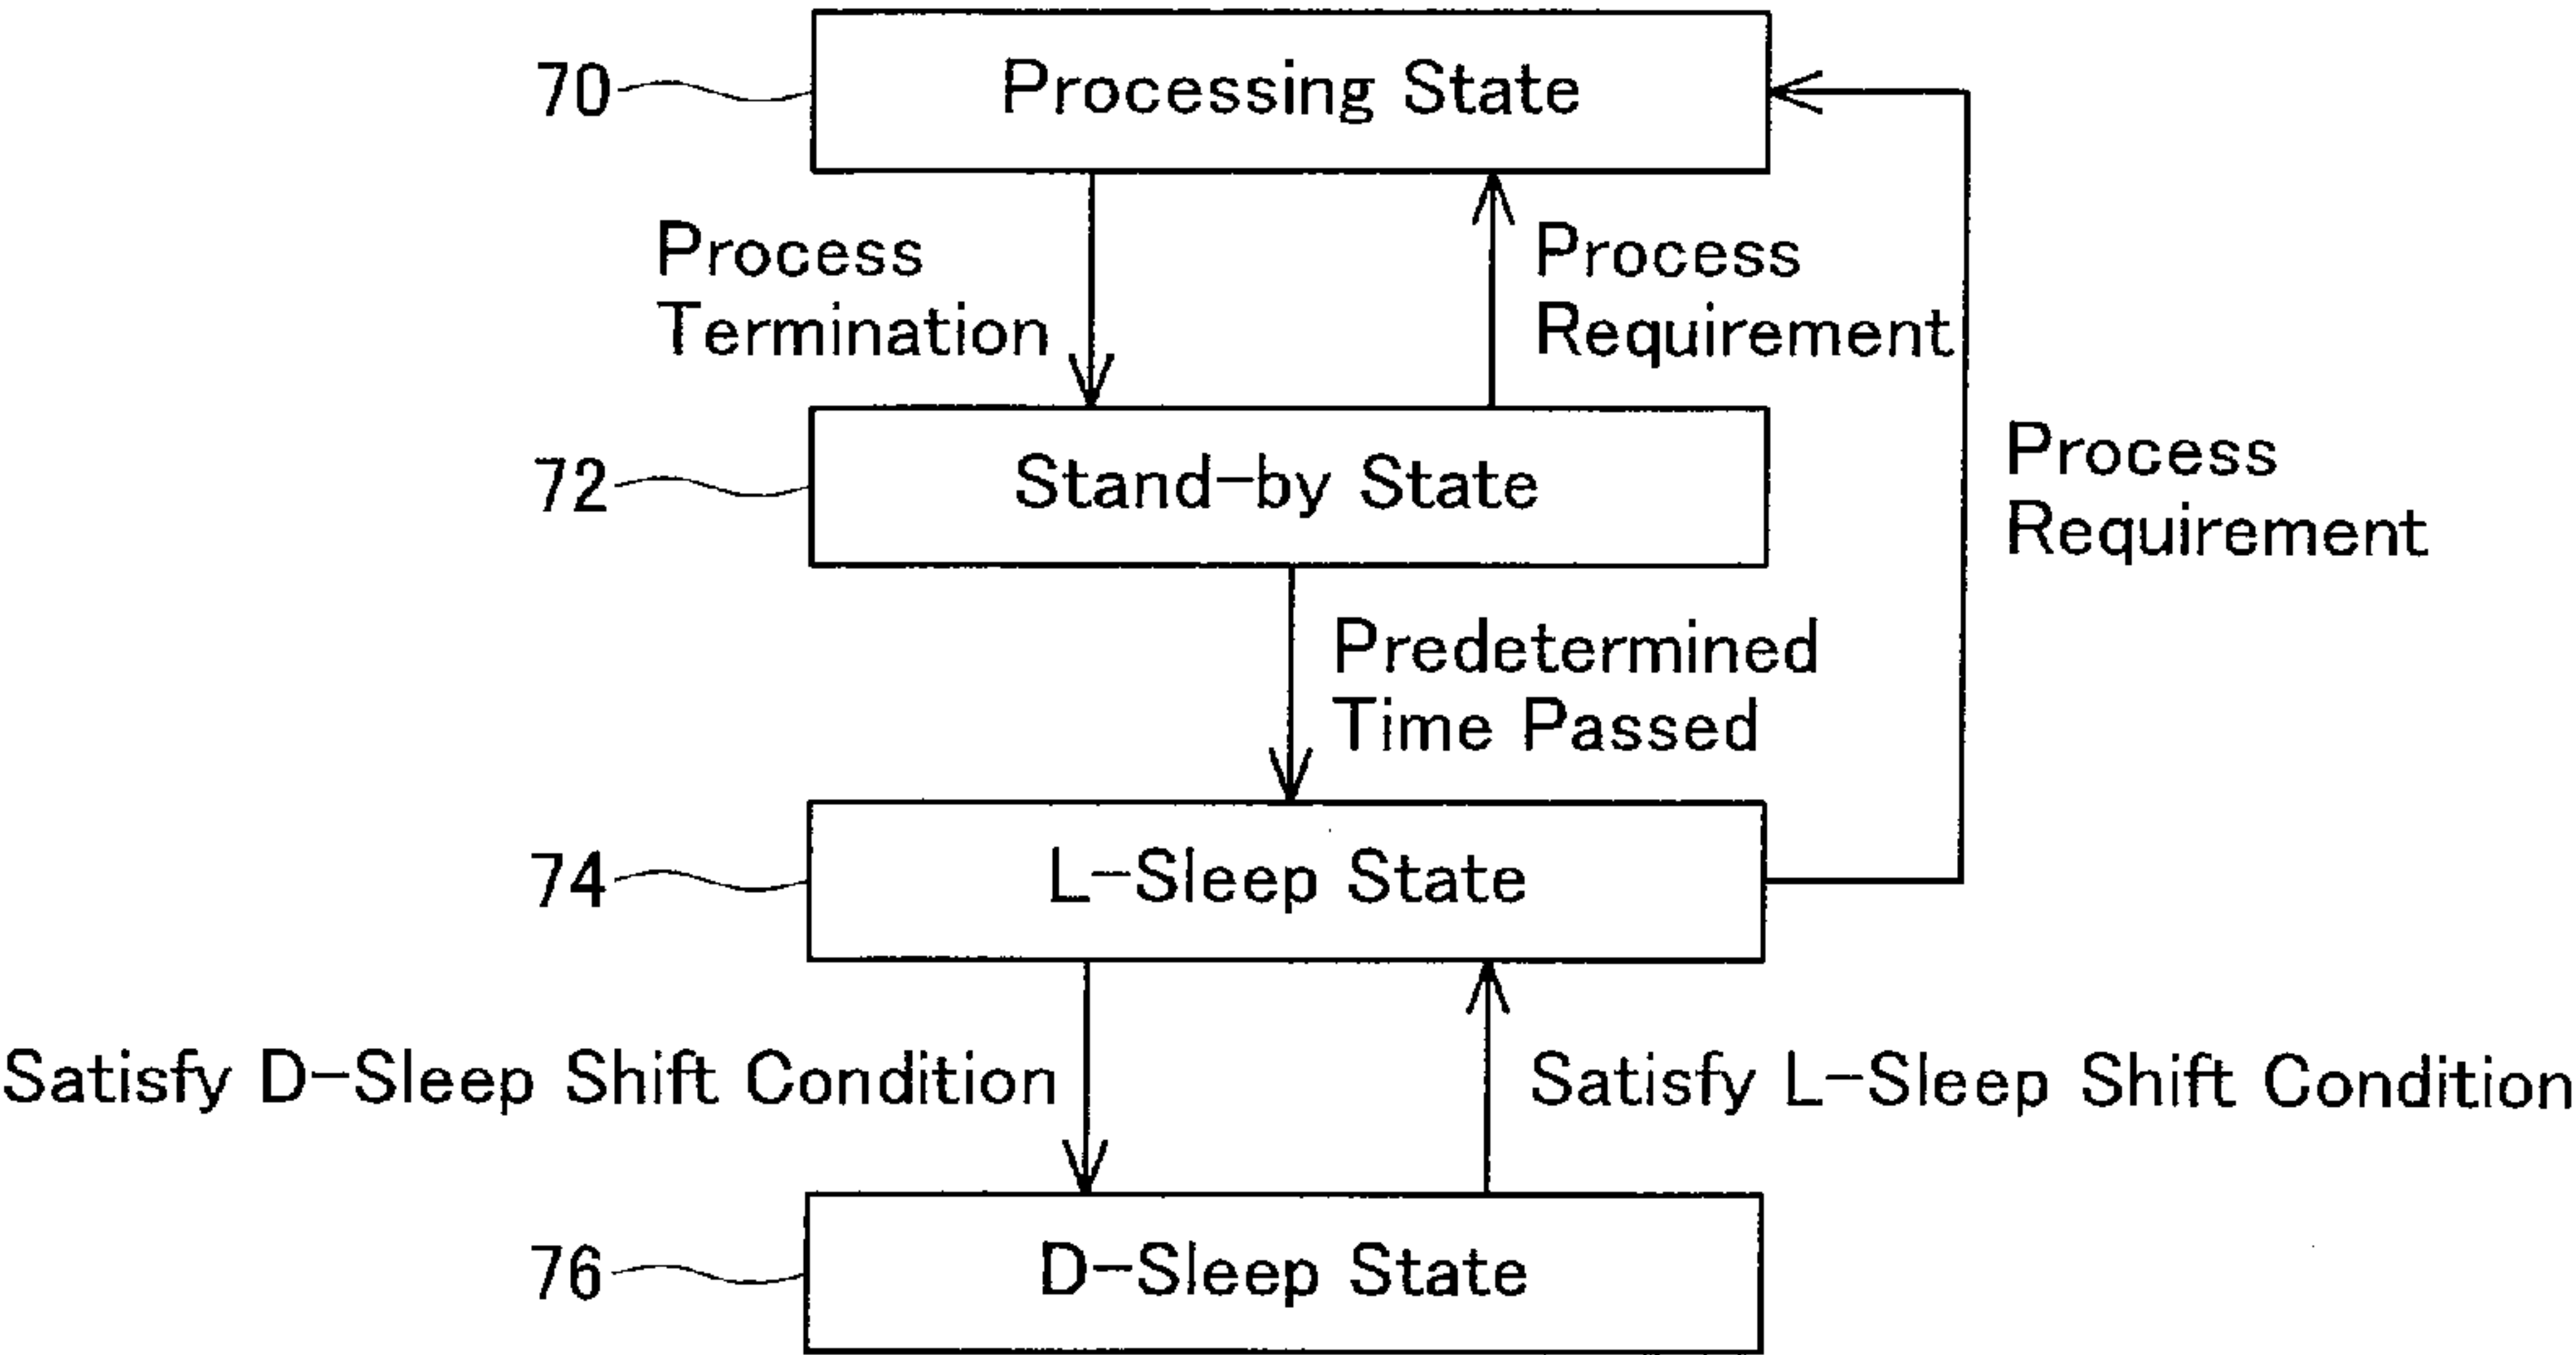 70
Processing State
Process
Termination
Process
Requirement
72
Stand-by State
Process
Requirement
Predetermined
Time Passed
74
L-Sleep State
Satisfy D-Sleep Shift Condition
Satisfy L-Sleep Shift Condition
76
D-Sleep State